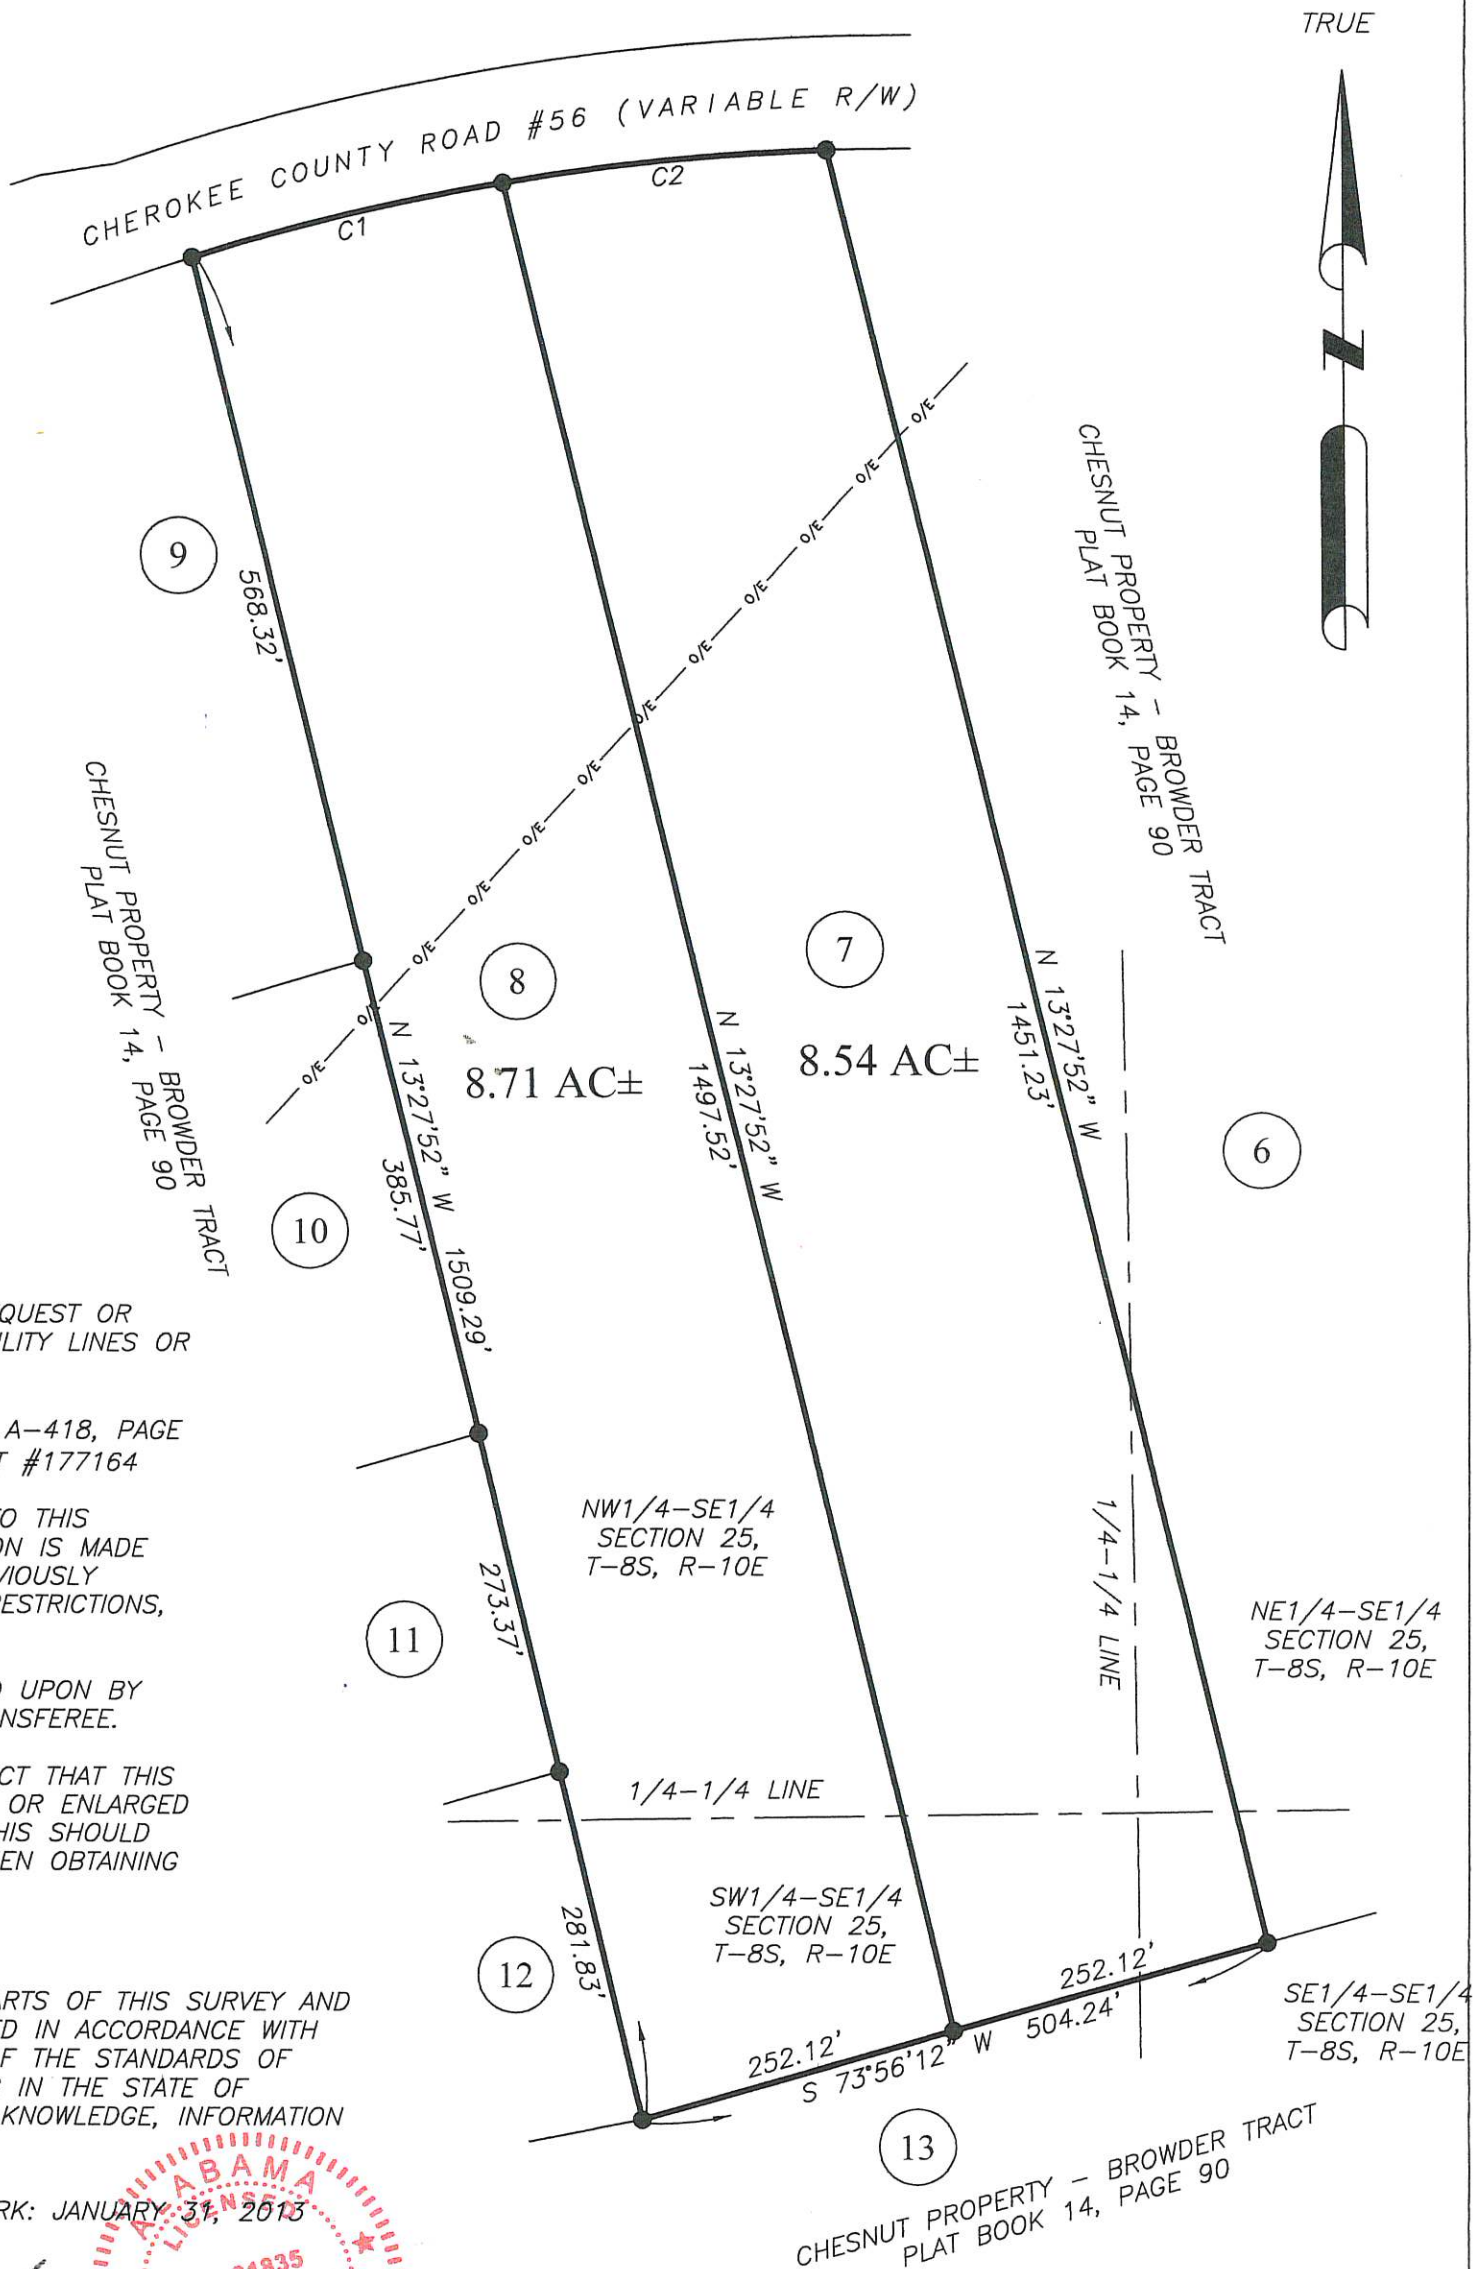 TRUE
N
CHEROKEE COUNTY ROAD #56 (VARIABLE R/W)
C1
C2
9
568.32'
O/E
O/E
O/E
O/E
O/E
O/E
O/E
O/E
O/E
O/E
O/E
O/E
CHESNUT PROPERTY – BROWDER TRACT
PLAT BOOK 14, PAGE 90
CHESNUT PROPERTY – BROWDER TRACT
PLAT BOOK 14, PAGE 90
8
8.71 AC±
7
8.54 AC±
N 13°27'52" W
1451.23'
N 13°27'52" W
1497.52'
N 13°27'52" W 1509.29'
385.77'
6
10
QUEST OR
ILITY LINES OR
A–418, PAGE
T #177164
O THIS
ON IS MADE
VIOUSLY
RESTRICTIONS,
NW1/4–SE1/4
SECTION 25,
T–8S, R–10E
1/4–1/4 LINE
273.37'
11
NE1/4–SE1/4
SECTION 25,
T–8S, R–10E
UPON BY
NSFEREE.
CT THAT THIS
OR ENLARGED
HIS SHOULD
EN OBTAINING
1/4–1/4 LINE
SW1/4–SE1/4
SECTION 25,
T–8S, R–10E
281.83'
12
252.12'
504.24'
252.12'
S 73°56'12" W
SE1/4–SE1/4
SECTION 25,
T–8S, R–10E
ARTS OF THIS SURVEY AND
ED IN ACCORDANCE WITH
F THE STANDARDS OF
IN THE STATE OF
KNOWLEDGE, INFORMATION
13
CHESNUT PROPERTY – BROWDER TRACT
PLAT BOOK 14, PAGE 90
RK: JANUARY 31, 2013
ALABAMA
LICENSED